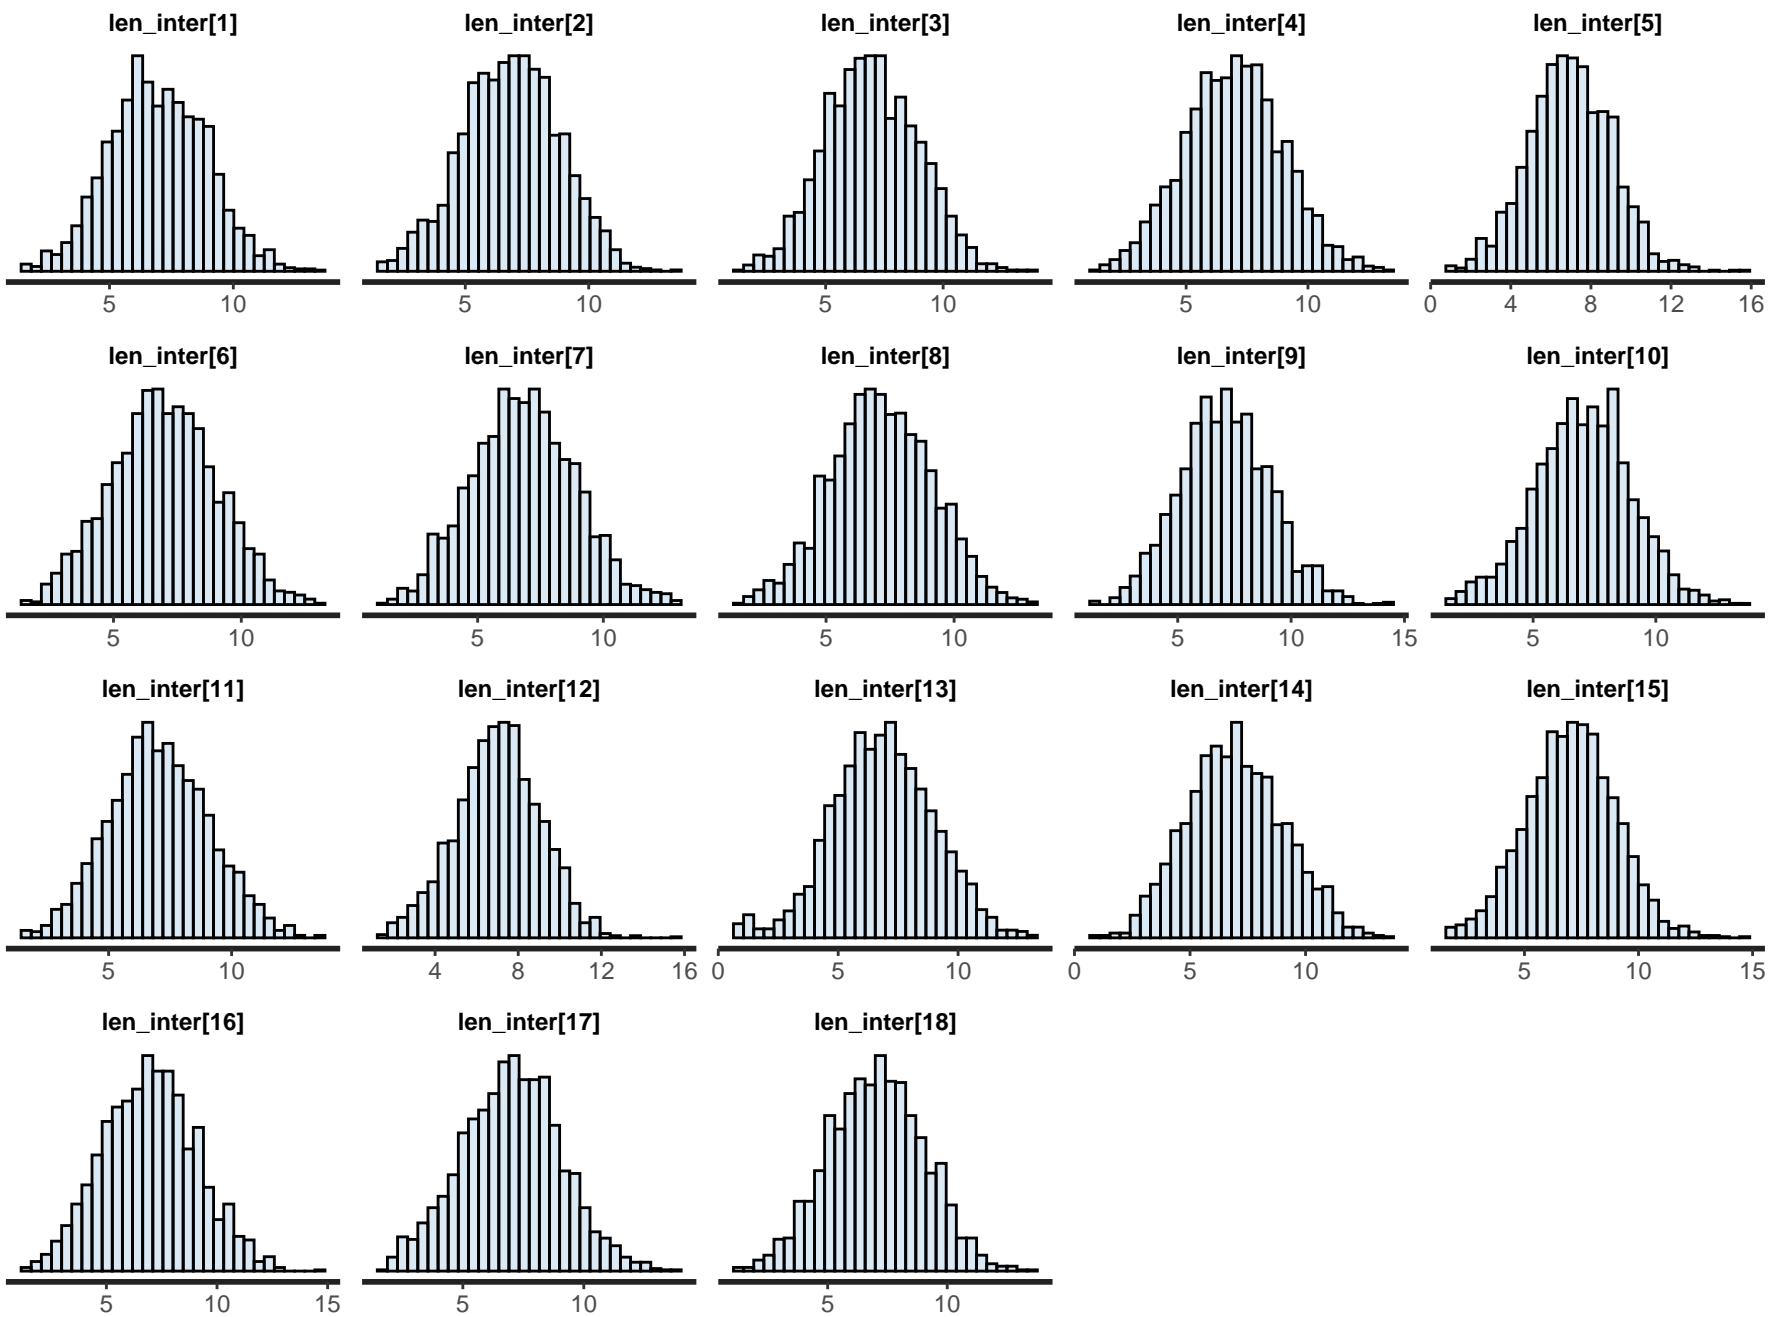 len_inter[1] len_inter[2] len_inter[3] len_inter[4] len_inter[5]
5 10 5 10 5 10 5 10 0 4 8 12 16
len_inter[6] len_inter[7] len_inter[8] len_inter[9] len_inter[10]
5 10 5 10 5 10 5 10 15 5 10
len_inter[11] len_inter[12] len_inter[13] len_inter[14] len_inter[15]
5 10 4 8 12 16 0 5 10 0 5 10 5 10 15
len_inter[16] len_inter[17] len_inter[18]
5 10 15 5 10 5 10